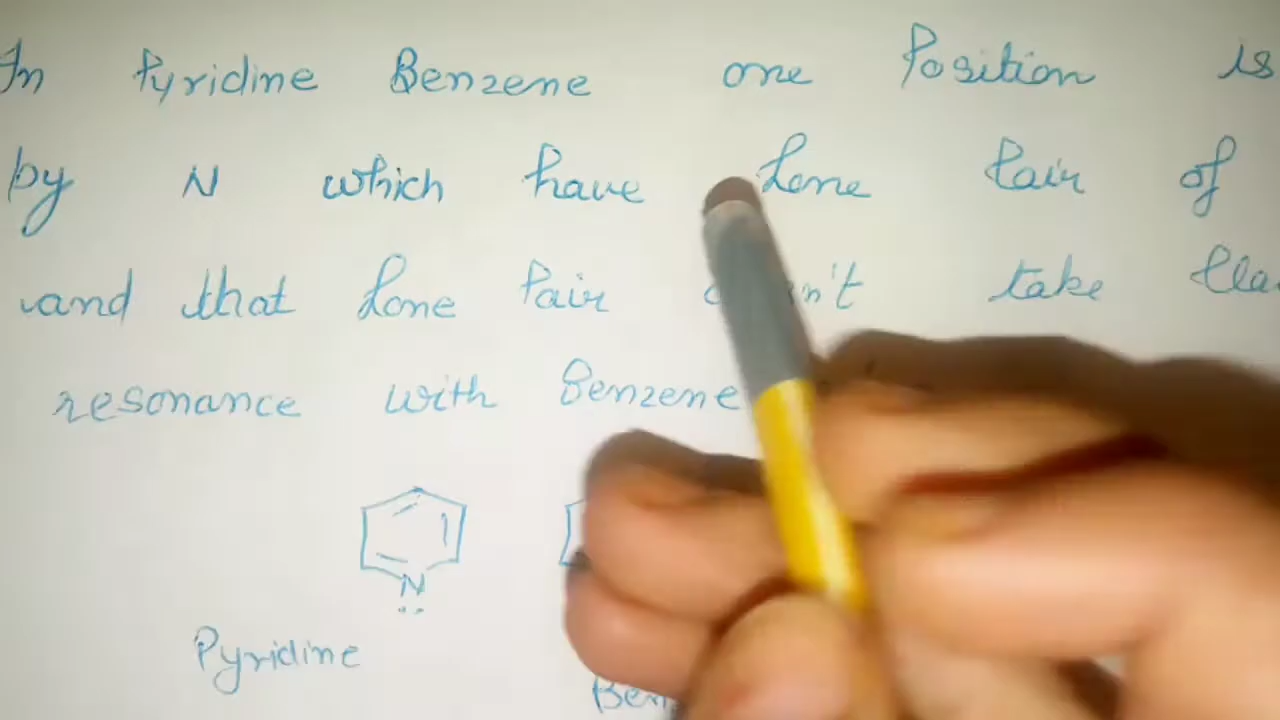 In Pyridine Benzene one Position is
by N which have Lone Pair of
and that Lone Pair take
resonance with Benzene
N
Pyridine